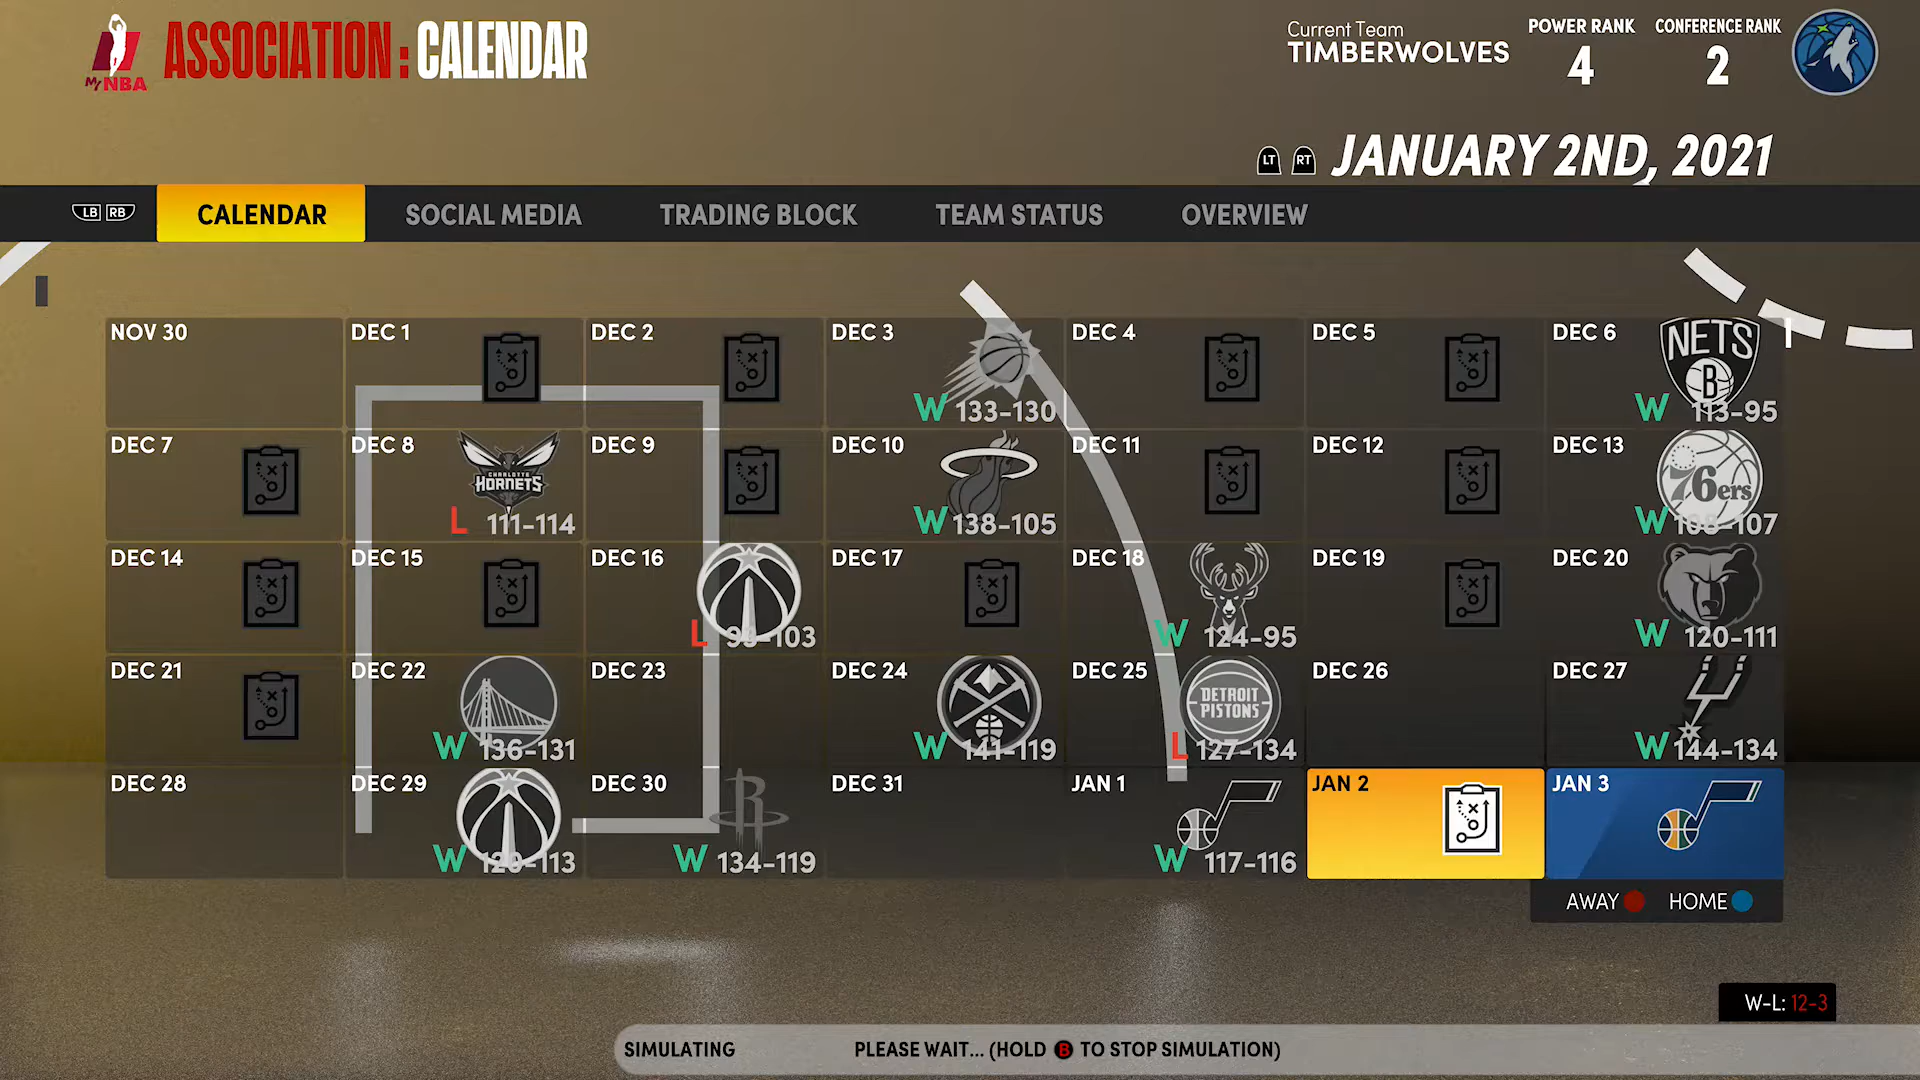 MyNBA
ASSOCIATION: CALENDAR
Current Team
TIMBERWOLVES
POWER RANK
4
CONFERENCE RANK
2
LT RT JANUARY 2ND, 2021
LB RB CALENDAR SOCIAL MEDIA TRADING BLOCK TEAM STATUS OVERVIEW
NOV 30
DEC 1
DEC 2
DEC 3
W 133-130
DEC 4
DEC 5
DEC 6
NETS
B
W 113-95
DEC 7
DEC 8
CHARLOTTE
HORNETS
L 111-114
DEC 9
DEC 10
W 138-105
DEC 11
DEC 12
DEC 13
76ers
W 108-107
DEC 14
DEC 15
DEC 16
L
DEC 17
DEC 18
W 124-95
DEC 19
DEC 20
W 120-111
DEC 21
DEC 22
W 136-131
DEC 23
DEC 24
W 141-119
DEC 25
DETROIT
PISTONS
L 127-134
DEC 26
DEC 27
W 144-134
DEC 28
DEC 29
W
DEC 30
R
W 134-119
DEC 31
JAN 1
W 117-116
JAN 2
JAN 3
AWAY HOME
W-L: 12-3
SIMULATING PLEASE WAIT... (HOLD B TO STOP SIMULATION)